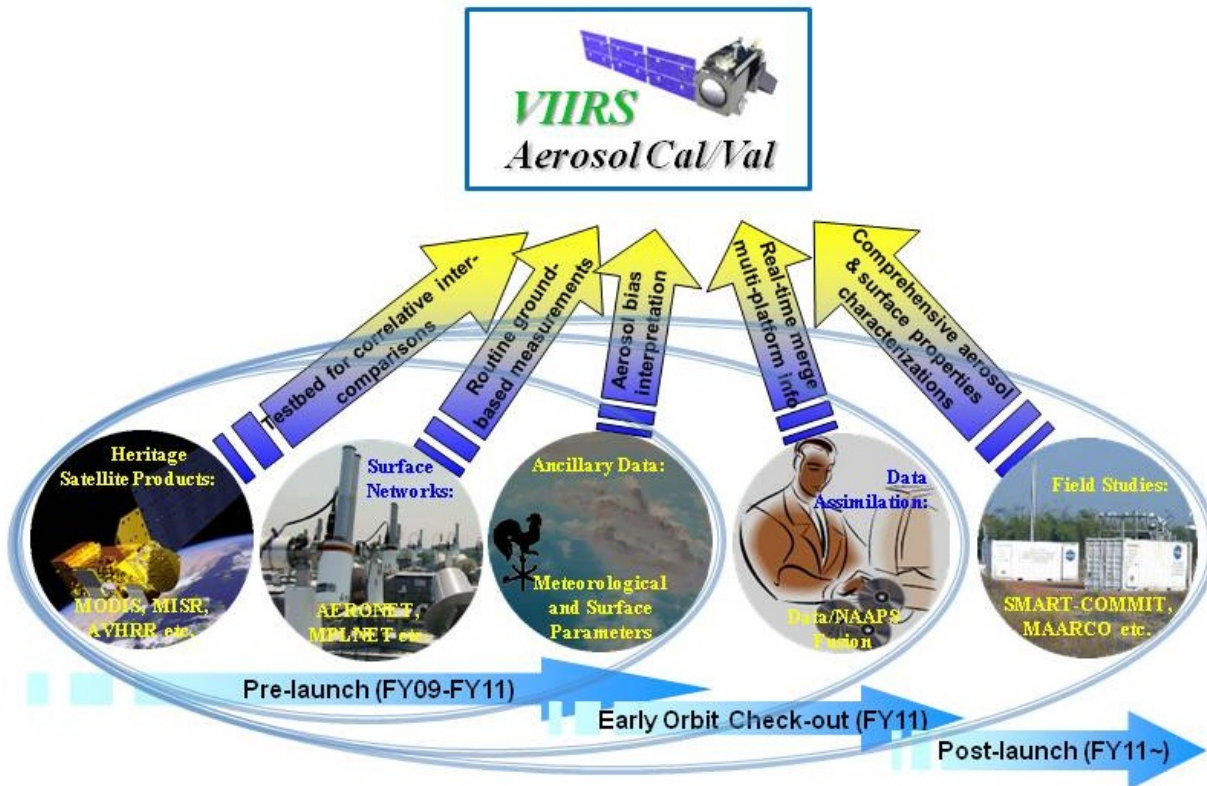 VIIRS
Aerosol Cal/Val
Testbed for correlative inter-
comparisons
Routine ground-
based measurements
Aerosol bias
interpretation
Real-time merge
multi-platform info
Comprehensive aerosol
& surface properties
characterizations
Heritage
Satellite Products:
MODIS, MISR,
AVHRR etc.
Surface
Networks:
AERONET,
MPLNET etc.
Ancillary Data:
Meteorological
and Surface
Parameters
Data
Assimilation:
Data/NAAPS
Fusion
Field Studies:
SMART-COMMIT,
MAARCO etc.
Pre-launch (FY09-FY11)
Early Orbit Check-out (FY11)
Post-launch (FY11~)